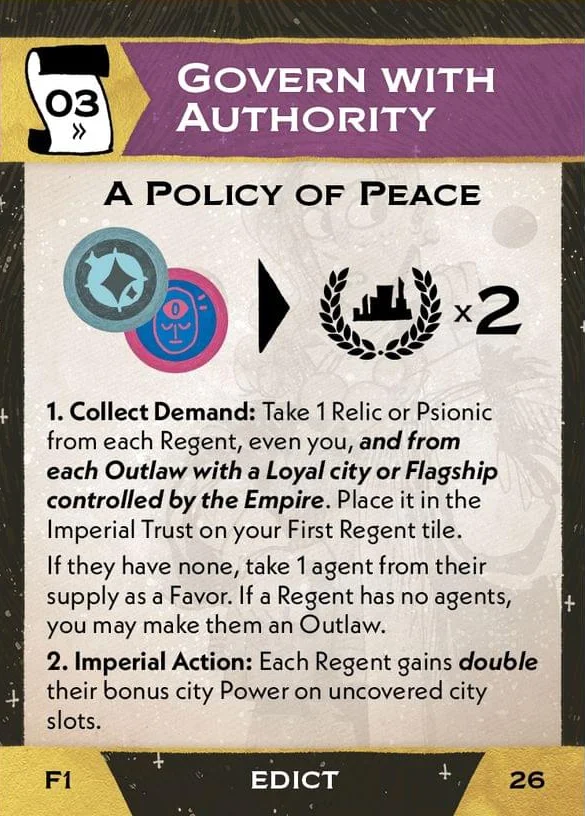 03
»
GOVERN WITH
AUTHORITY
A POLICY OF PEACE
x2
1. Collect Demand: Take 1 Relic or Psionic
from each Regent, even you, and from
each Outlaw with a Loyal city or Flagship
controlled by the Empire. Place it in the
Imperial Trust on your First Regent tile.
If they have none, take 1 agent from their
supply as a Favor. If a Regent has no agents,
you may make them an Outlaw.
2. Imperial Action: Each Regent gains double
their bonus city Power on uncovered city
slots.
F1
EDICT
26